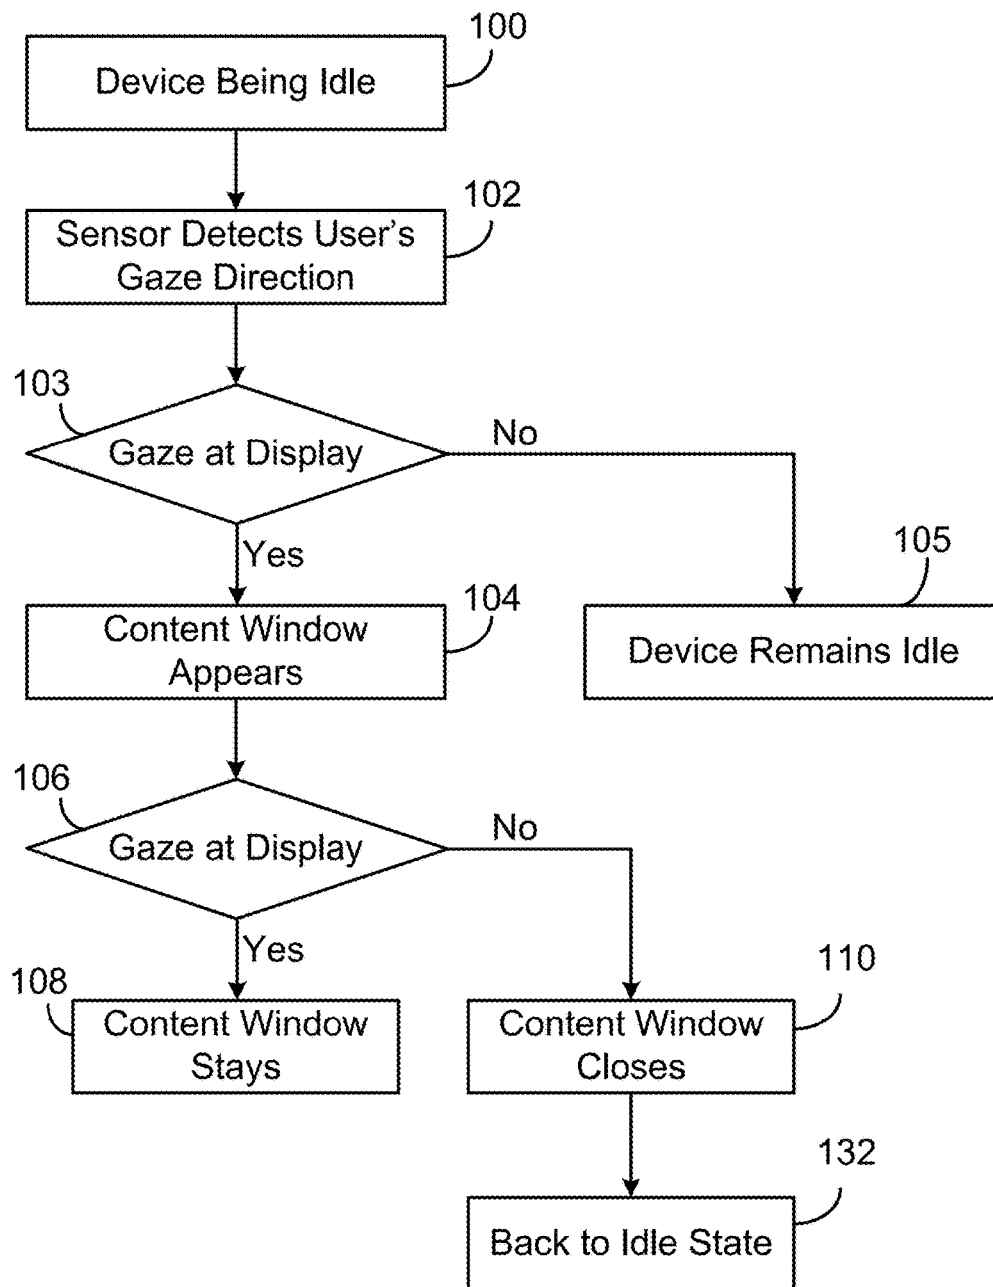 100
Device Being Idle
102
Sensor Detects User's
Gaze Direction
103
Gaze at Display
No
Yes
105
104
Content Window
Appears
Device Remains Idle
106
Gaze at Display
No
Yes
108
Content Window
Stays
110
Content Window
Closes
132
Back to Idle State